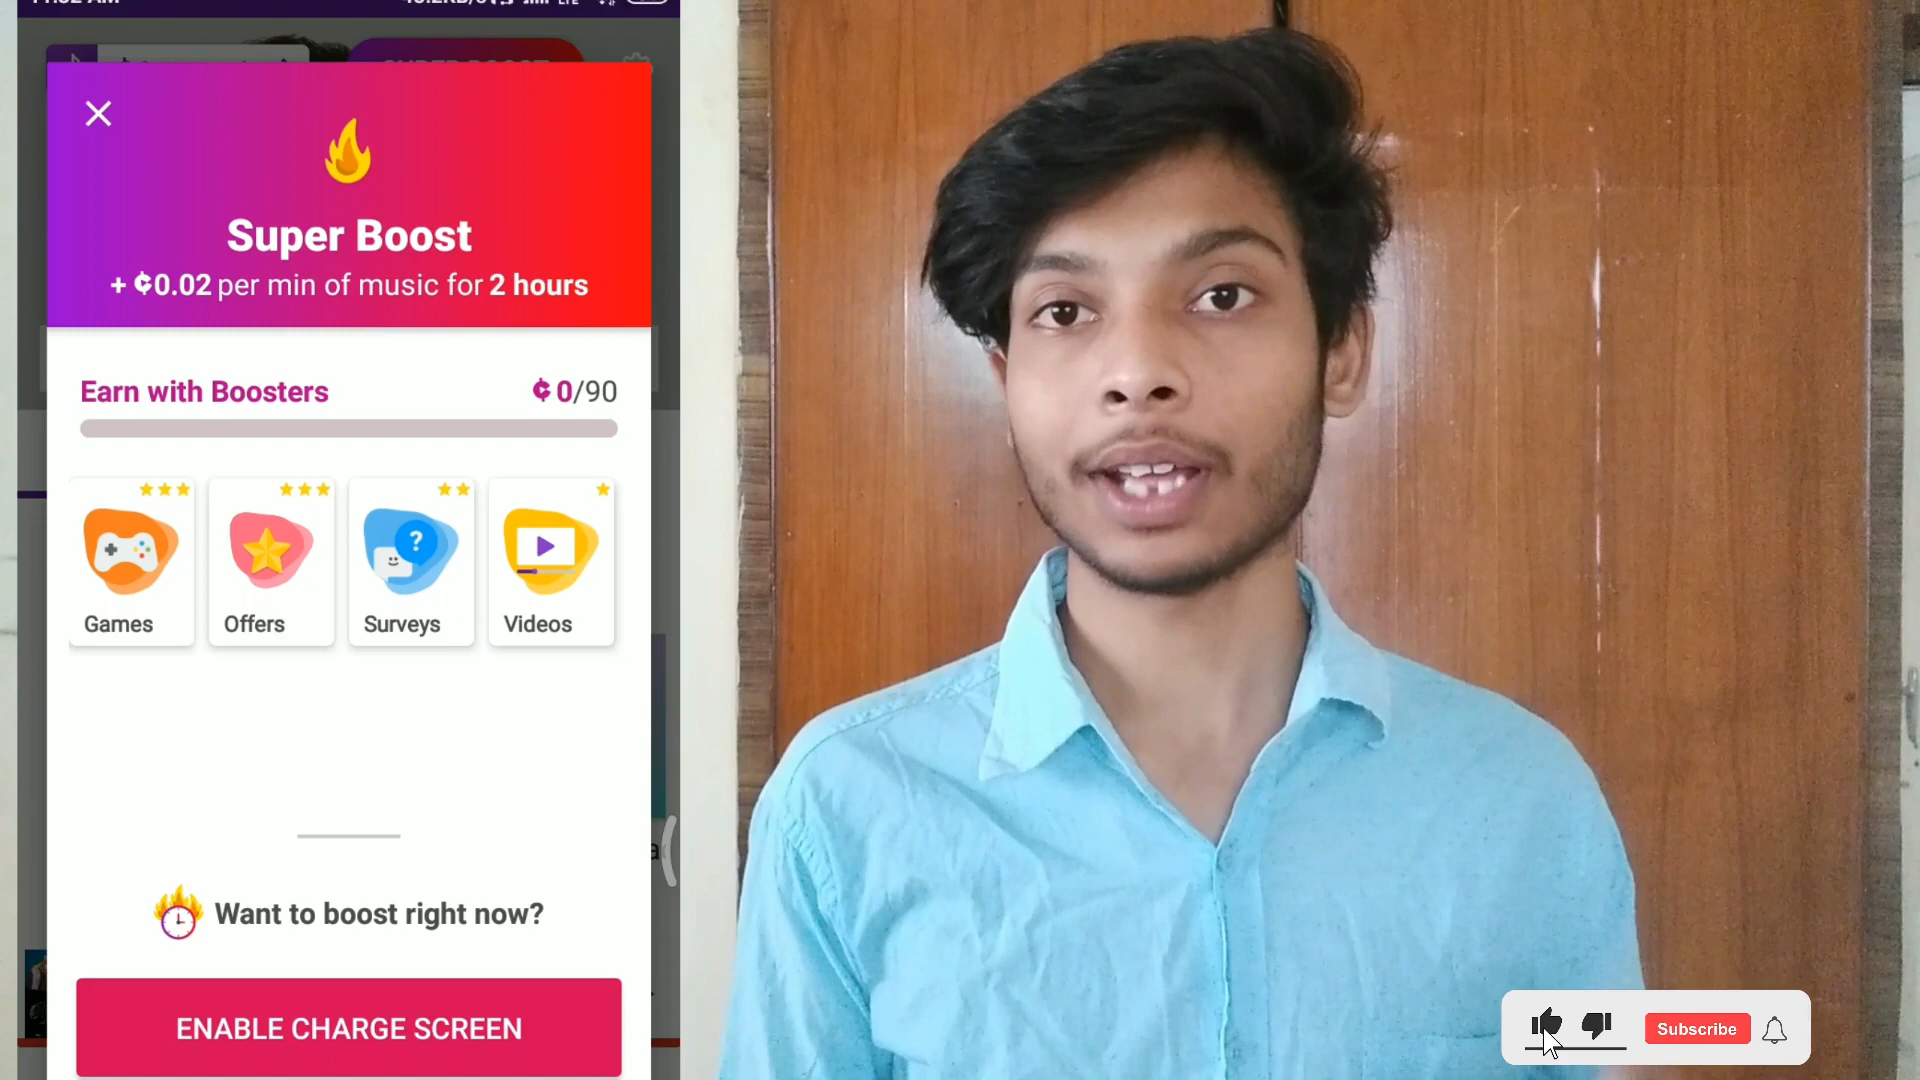 Super Boost
+ ¢0.02 per min of music for 2 hours
Earn with Boosters ¢ 0/90
Games Offers Surveys Videos
Want to boost right now?
ENABLE CHARGE SCREEN
Subscribe